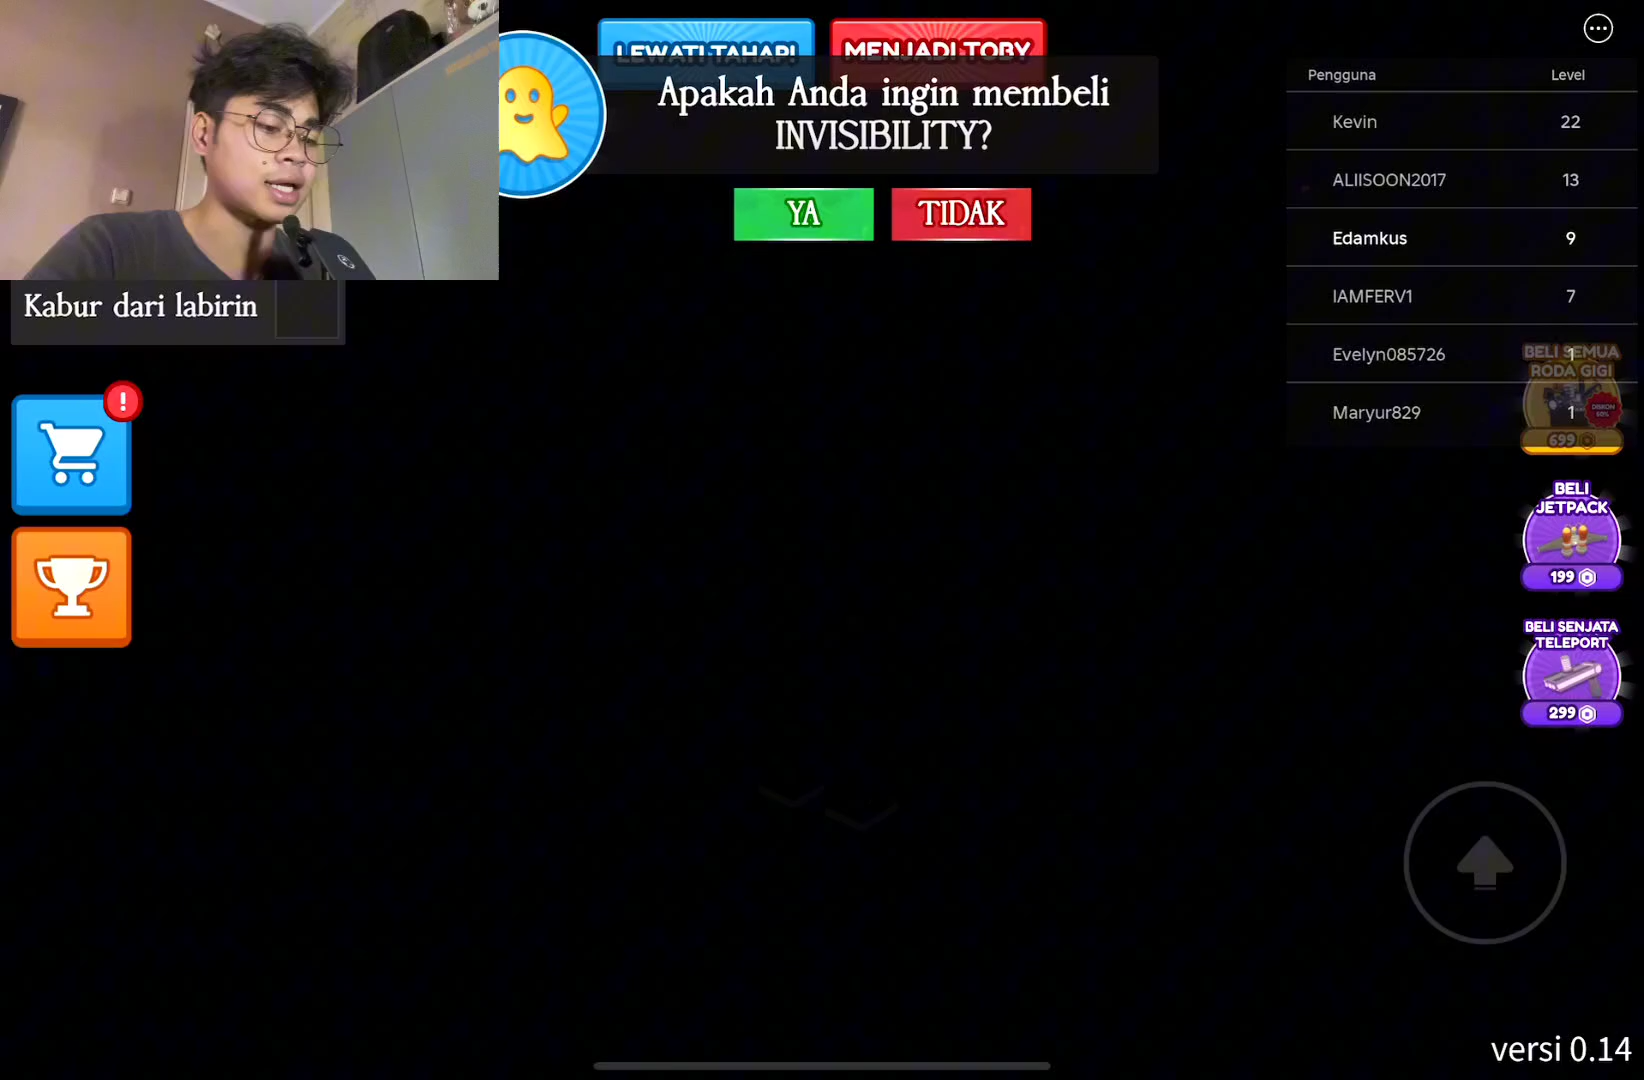 LEWATI TAHAP!
MENJADI TOBY
Apakah Anda ingin membeli
INVISIBILITY?
YA
TIDAK
Kabur dari labirin
!
Pengguna Level
Kevin 22
ALIISOON2017 13
Edamkus 9
IAMFERV1 7
Evelyn085726 1
Maryur829 1
BELI SEMUA
RODA GIGI
DISKON
50%
699
BELI
JETPACK
199
BELI SENJATA
TELEPORT
299
versi 0.14